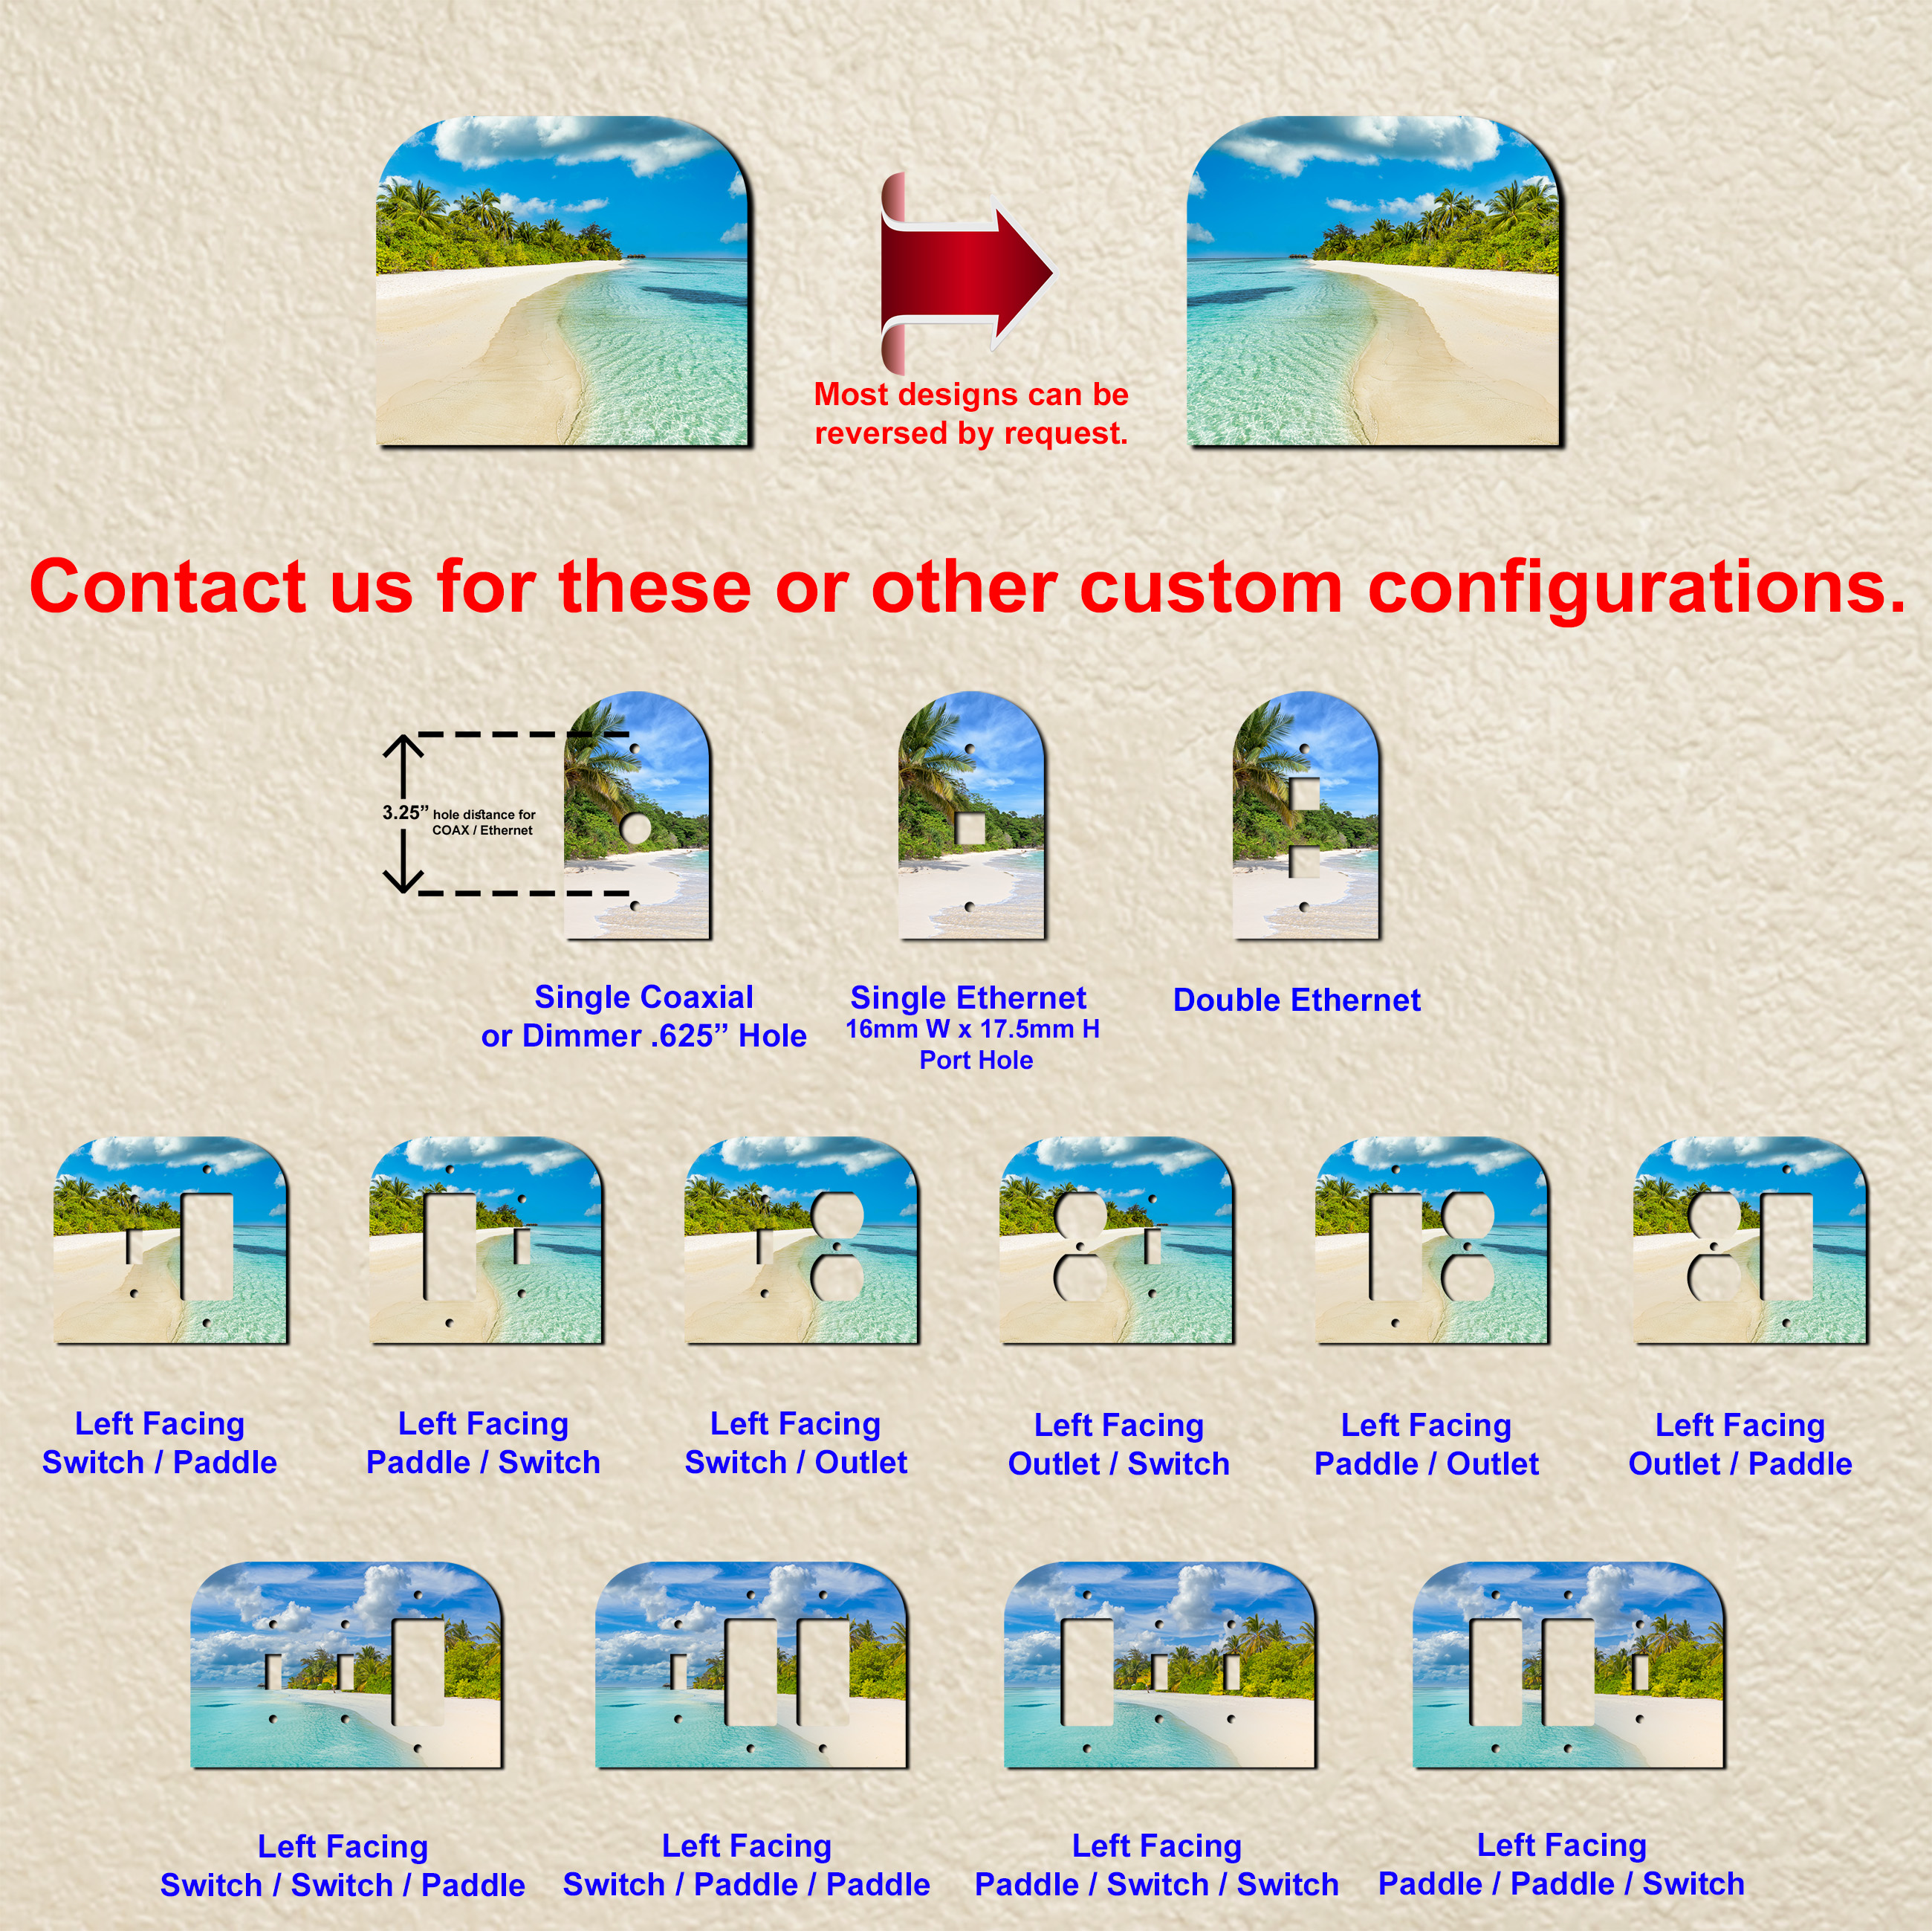 Most designs can be
reversed by request.
Contact us for these or other custom configurations.
3.25” hole distance for
COAX / Ethernet
Single Coaxial
or Dimmer .625” Hole
Single Ethernet
16mm W x 17.5mm H
Port Hole
Double Ethernet
Left Facing
Switch / Paddle
Left Facing
Paddle / Switch
Left Facing
Switch / Outlet
Left Facing
Outlet / Switch
Left Facing
Paddle / Outlet
Left Facing
Outlet / Paddle
Left Facing
Switch / Switch / Paddle
Left Facing
Switch / Paddle / Paddle
Left Facing
Paddle / Switch / Switch
Left Facing
Paddle / Paddle / Switch